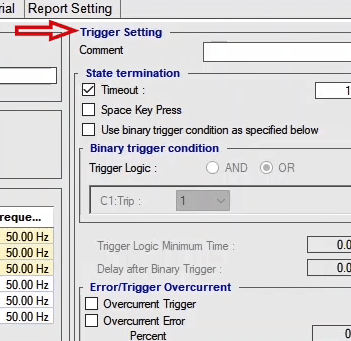 Report Setting
Trigger Setting
Comment
State termination
Timeout :
1
Space Key Press
Use binary trigger condition as specified below
Binary trigger condition
Trigger Logic :
AND
OR
C1:Trip :
1
Trigger Logic Minimum Time :
0.0
Delay after Binary Trigger :
0.0
Error/Trigger Overcurrent
Overcurrent Trigger
Overcurrent Error
Percent
0.
50.00 Hz
50.00 Hz
50.00 Hz
50.00 Hz
50.00 Hz
50.00 Hz